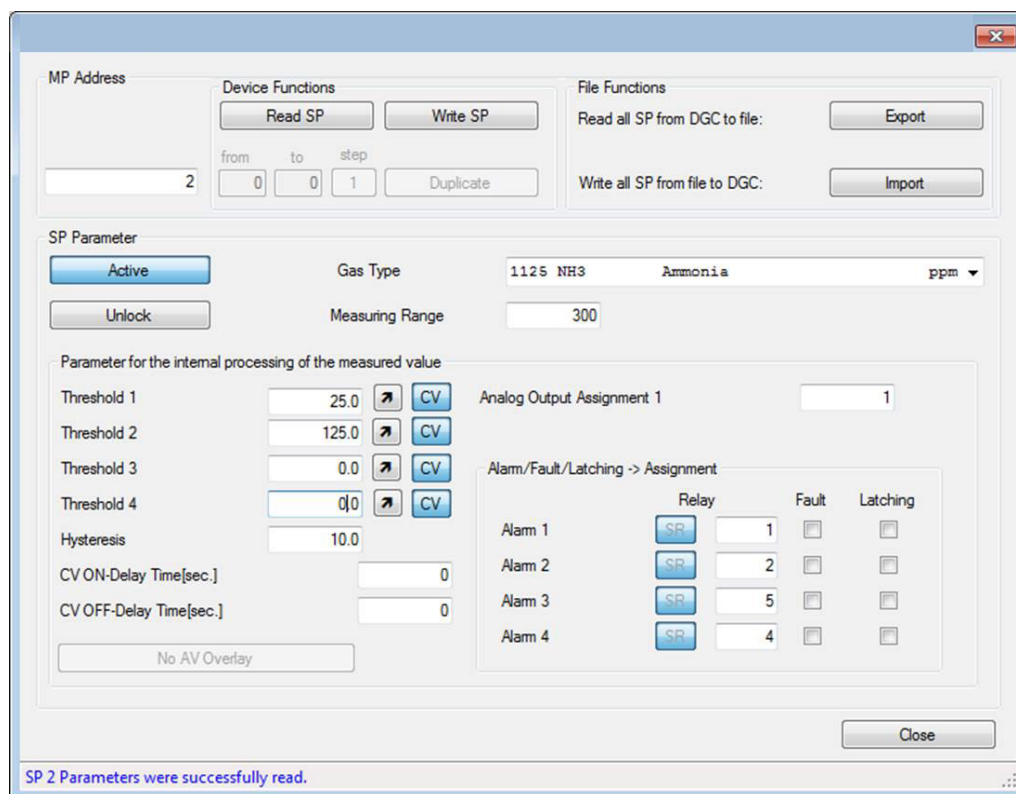 MP Address
2
Device Functions
Read SP Write SP
from to step
0 0 1 Duplicate
File Functions
Read all SP from DGC to file: Export
Write all SP from file to DGC: Import
SP Parameter
Active Gas Type 1125 NH3 Ammonia ppm
Unlock Measuring Range 300
Parameter for the internal processing of the measured value
Threshold 1 25.0 CV
Threshold 2 125.0 CV
Threshold 3 0.0 CV
Threshold 4 0.0 CV
Hysteresis 10.0
CV ON-Delay Time[sec.] 0
CV OFF-Delay Time[sec.] 0
No AV Overlay
Analog Output Assignment 1 1
Alarm/Fault/Latching -> Assignment
Relay Fault Latching
Alarm 1 SR 1
Alarm 2 SR 2
Alarm 3 SR 5
Alarm 4 SR 4
Close
SP 2 Parameters were successfully read.